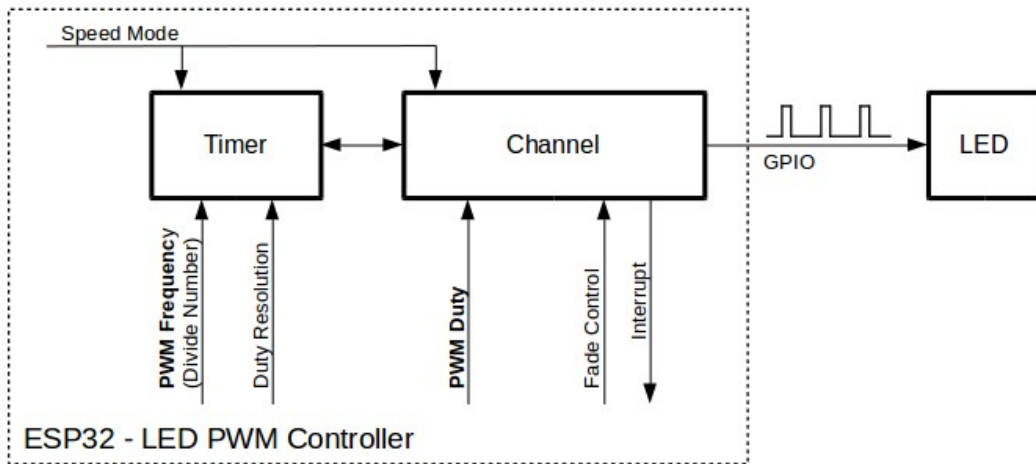 Speed Mode
Timer
Channel
GPIO
LED
PWM Frequency
(Divide Number)
Duty Resolution
PWM Duty
Fade Control
Interrupt
ESP32 - LED PWM Controller